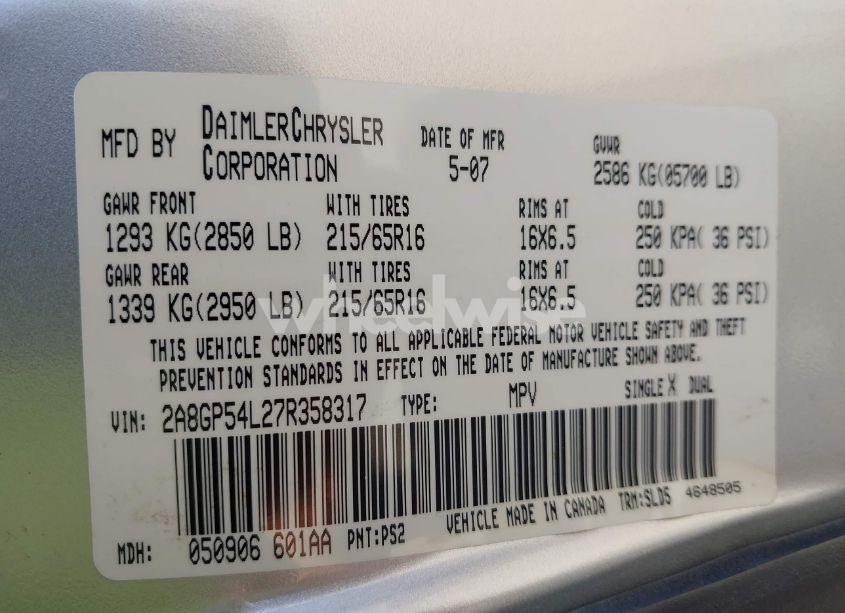 MFD BY DAIMLERCHRYSLER CORPORATION DATE OF MFR 5-07 GVWR 2586 KG(05700 LB)
GAWR FRONT WITH TIRES RIMS AT COLD
1293 KG(2850 LB) 215/65R16 16X6.5 250 KPA( 36 PSI)
GAWR REAR WITH TIRES RIMS AT COLD
1339 KG(2950 LB) 215/65R16 16X6.5 250 KPA( 36 PSI)
wheelwise
THIS VEHICLE CONFORMS TO ALL APPLICABLE FEDERAL MOTOR VEHICLE SAFETY AND THEFT
PREVENTION STANDARDS IN EFFECT ON THE DATE OF MANUFACTURE SHOWN ABOVE.
VIN: 2A8GP54L27R358317 TYPE: MPV SINGLE X DUAL
MDH: 050906 601AA PNT:PS2 VEHICLE MADE IN CANADA TRM:SLD5 4648505